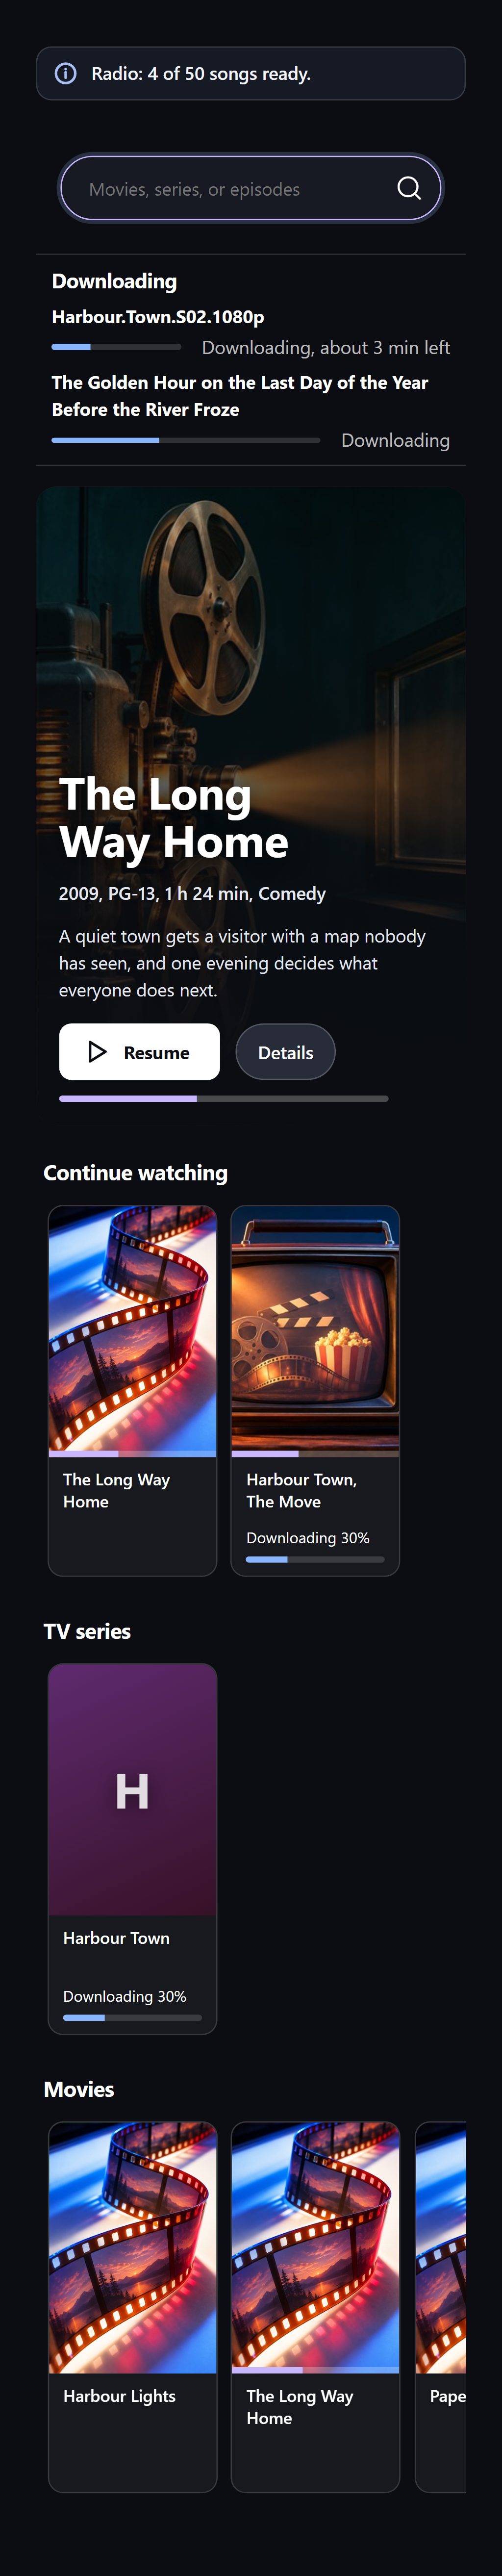 Radio: 4 of 50 songs ready.
Movies, series, or episodes
Downloading
Harbour.Town.S02.1080p
Downloading, about 3 min left
The Golden Hour on the Last Day of the Year
Before the River Froze
Downloading
The Long
Way Home
2009, PG-13, 1 h 24 min, Comedy
A quiet town gets a visitor with a map nobody
has seen, and one evening decides what
everyone does next.
Resume
Details
Continue watching
The Long Way
Home
Harbour Town,
The Move
Downloading 30%
TV series
H
Harbour Town
Downloading 30%
Movies
Harbour Lights
The Long Way
Home
Pape